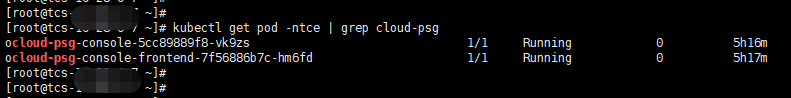 [root@tcs- ~]#
[root@tcs- ~]# kubectl get pod -ntce | grep cloud-psg
ocloud-psg-console-5cc89889f8-vk9zs 1/1 Running 0 5h16m
ocloud-psg-console-frontend-7f56886b7c-hm6fd 1/1 Running 0 5h17m
[root@tcs- ~]#
[root@tcs- ~]#